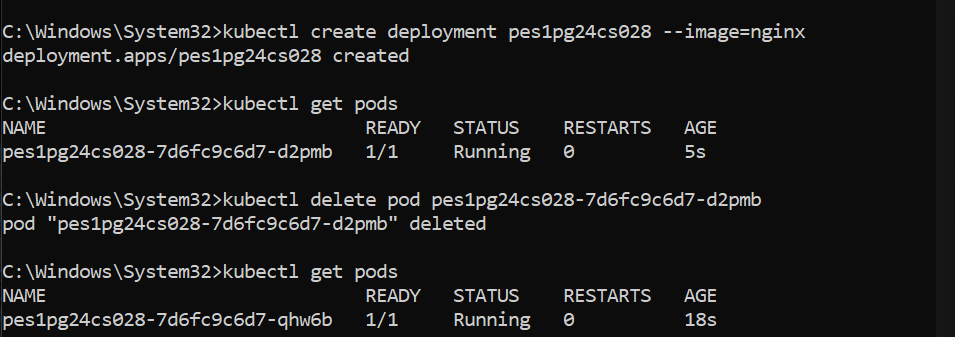 C:\Windows\System32>kubectl create deployment pes1pg24cs028 --image=nginx
deployment.apps/pes1pg24cs028 created
C:\Windows\System32>kubectl get pods
NAME READY STATUS RESTARTS AGE
pes1pg24cs028-7d6fc9c6d7-d2pmb 1/1 Running 0 5s
C:\Windows\System32>kubectl delete pod pes1pg24cs028-7d6fc9c6d7-d2pmb
pod "pes1pg24cs028-7d6fc9c6d7-d2pmb" deleted
C:\Windows\System32>kubectl get pods
NAME READY STATUS RESTARTS AGE
pes1pg24cs028-7d6fc9c6d7-qhw6b 1/1 Running 0 18s